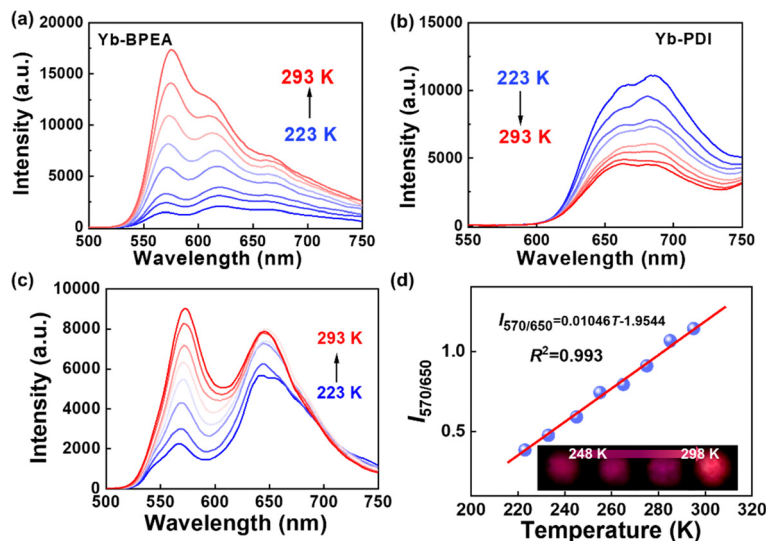 (a)
Yb-BPEA
293 K
223 K
Intensity (a.u.)
20000
15000
10000
5000
0
500 550 600 650 700 750
Wavelength (nm)
(b)
Yb-PDI
223 K
293 K
Intensity (a.u.)
15000
10000
5000
0
550 600 650 700 750
Wavelength (nm)
(c)
293 K
223 K
Intensity (a.u.)
10000
8000
6000
4000
2000
0
500 550 600 650 700 750
Wavelength (nm)
(d)
I570/650=0.01046T-1.9544
R²=0.993
I570/650
1.0
0.5
248 K 298 K
200 220 240 260 280 300 320
Temperature (K)